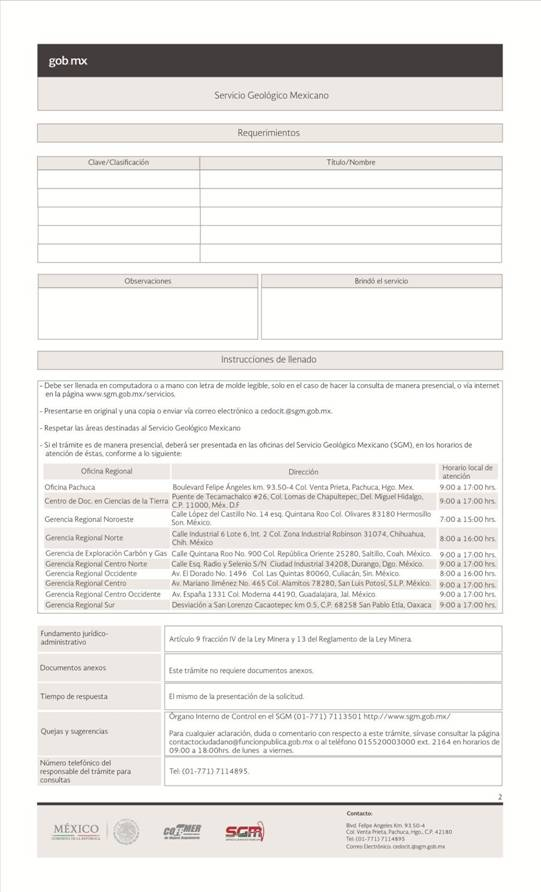 gob mx
Servicio Geológico Mexicano
Requerimientos
Clave/Clasificación Título/Nombre
Observaciones Brindó el servicio
Instrucciones de llenado
- Debe ser llenada en computadora o a mano con letra de molde legible, solo en el caso de hacer la consulta de manera presencial, o vía internet
en la página www.sgm.gob.mx/servicios.
- Presentarse en original y una copia o enviar vía correo electrónico a cedocit.@sgm.gob.mx.
- Respetar las áreas destinadas al Servicio Geológico Mexicano
- Si el trámite es de manera presencial, deberá ser presentada en las oficinas del Servicio Geológico Mexicano (SGM), en los horarios de
atención de éstas, conforme a lo siguiente:
Oficina Regional Dirección Horario local de
atención
Oficina Pachuca Boulevard Felipe Ángeles km. 93.50-4 Col. Venta Prieta, Pachuca, Hgo. Mex. 9:00 a 17:00 hrs.
Centro de Doc. en Ciencias de la Tierra Puente de Tecamachalco #26, Col. Lomas de Chapultepec, Del. Miguel Hidalgo, 9:00 a 17:00 hrs.
C.P. 11000, Méx. D.F
Gerencia Regional Noroeste Calle López del Castillo No. 14 esq. Quintana Roo Col. Olivares 83180 Hermosillo 7:00 a 15:00 hrs.
Son. México.
Gerencia Regional Norte Calle Industrial 6 Lote 6, Int. 2 Col. Zona Industrial Robinson 31074, Chihuahua, 8:00 a 16:00 hrs.
Chih. México
Gerencia de Exploración Carbón y Gas Calle Quintana Roo No. 900 Col. República Oriente 25280, Saltillo, Coah. México. 9:00 a 17:00 hrs.
Gerencia Regional Centro Norte Calle Esq. Radio y Selenio S/N Ciudad Industrial 34208, Durango, Dgo. México. 9:00 a 17:00 hrs.
Gerencia Regional Occidente Av. El Dorado No. 1496 Col. Las Quintas 80060, Culiacán, Sin. México. 8:00 a 16:00 hrs.
Gerencia Regional Centro Av. Mariano Jiménez No. 465 Col. Alamitos 78280, San Luis Potosí, S.L.P. México. 9:00 a 17:00 hrs.
Gerencia Regional Centro Occidente Av. España 1331 Col. Moderna 44190, Guadalajara, Jal. México. 9:00 a 17:00 hrs.
Gerencia Regional Sur Desviación a San Lorenzo Cacaotepec km 0.5, C.P. 68258 San Pablo Etla, Oaxaca 9:00 a 17:00 hrs.
Fundamento jurídico-
administrativo
Artículo 9 fracción IV de la Ley Minera y 13 del Reglamento de la Ley Minera.
Documentos anexos Este trámite no requiere documentos anexos.
Tiempo de respuesta El mismo de la presentación de la solicitud.
Quejas y sugerencias
Órgano Interno de Control en el SGM (01-771) 7113501 http://www.sgm.gob.mx/
Para cualquier aclaración, duda o comentario con respecto a este trámite, sírvase consultar la página
contactociudadano@funcionpublica.gob.mx o al teléfono 015520003000 ext. 2164 en horarios de
09:00 a 18:00hrs. de lunes a viernes.
Número telefónico del
responsable del trámite para
consultas
Tel: (01-771) 7114895.
2
MÉXICO
GOBIERNO DE LA REPÚBLICA
COFEMER
SGM
Contacto:
Blvd. Felipe Angeles Km. 93.50-4
Col. Venta Prieta, Pachuca, Hgo., C.P. 42180
Tel: (01-771) 7114895
Correo Electrónico: cedocit.@sgm.gob.mx